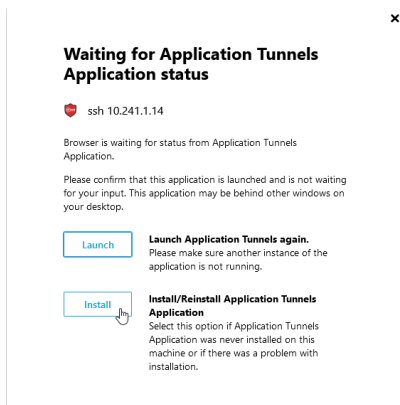 Waiting for Application Tunnels
Application status
ssh 10.241.1.14
Browser is waiting for status from Application Tunnels
Application.
Please confirm that this application is launched and is not waiting
for your input. This application may be behind other windows on
your desktop.
Launch
Launch Application Tunnels again.
Please make sure another instance of the
application is not running.
Install
Install/Reinstall Application Tunnels
Application
Select this option if Application Tunnels
Application was never installed on this
machine or if there was a problem with
installation.